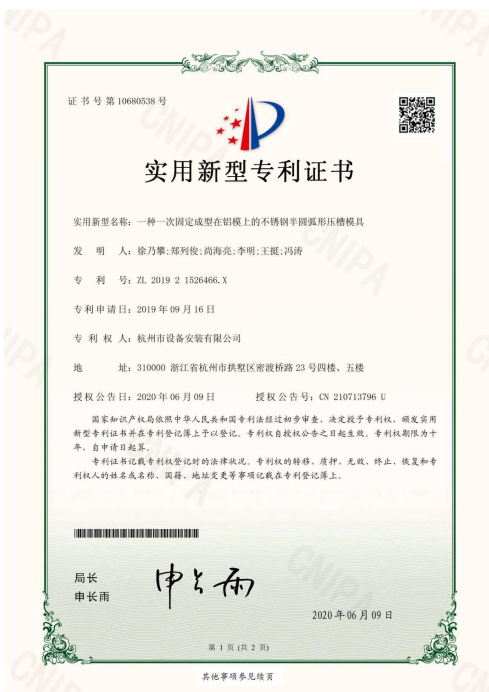 证书号第10680538号
实用新型专利证书
实用新型名称：一种一次固定成型在铝模上的不锈钢半圆弧形压槽模具
发明人：徐乃攀;郑列俊;尚海亮;李明;王挺;冯涛
专利号：ZL 2019 2 1526466.X
专利申请日：2019年09月16日
专利权人：杭州市设备安装有限公司
地址：310000 浙江省杭州市拱墅区密渡桥路23号四楼、五楼
授权公告日：2020年06月09日 授权公告号：CN 210713796 U
国家知识产权局依照中华人民共和国专利法经过初步审查，决定授予专利权，颁发实用
新型专利证书并在专利登记簿上予以登记。专利权自授权公告之日起生效。专利权期限为十
年，自申请日起算。
专利证书记载专利权登记时的法律状况。专利权的转移、质押、无效、终止、恢复和专
利权人的姓名或名称、国籍、地址变更等事项记载在专利登记簿上。
局长
申长雨
申长雨
2020年06月09日
第 1 页 (共 2 页)
其他事项参见续页
CNIPA
CNIPA
CNIPA
CNIPA
CNIPA
CNIPA